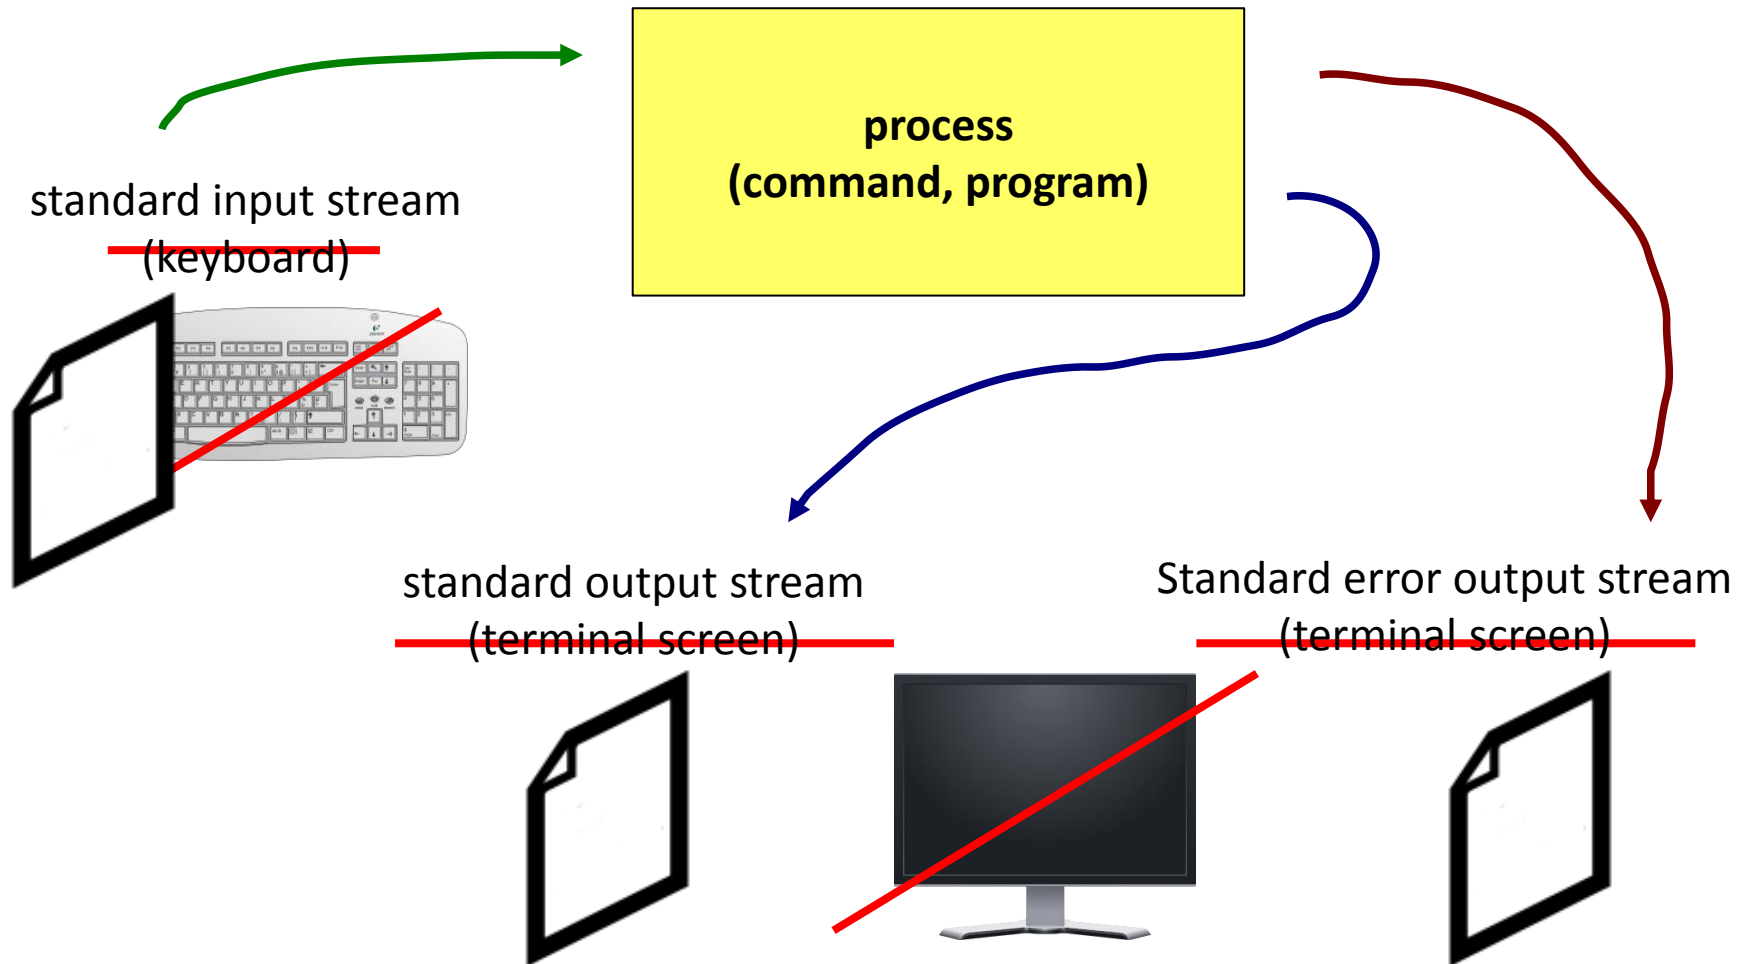 process
(command, program)
standard input stream
(keyboard)
standard output stream
(terminal screen)
Standard error output stream
(terminal screen)